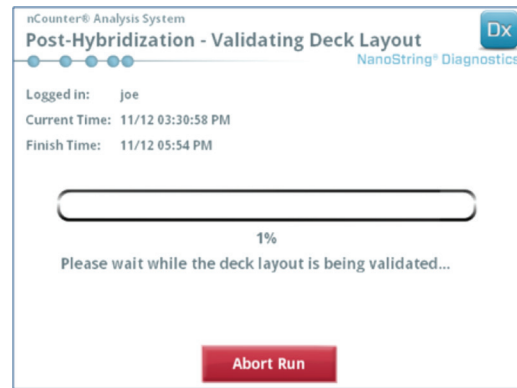 nCounter® Analysis System
Post-Hybridization - Validating Deck Layout
Dx
NanoString® Diagnostics
Logged in: joe
Current Time: 11/12 03:30:58 PM
Finish Time: 11/12 05:54 PM
1%
Please wait while the deck layout is being validated...
Abort Run